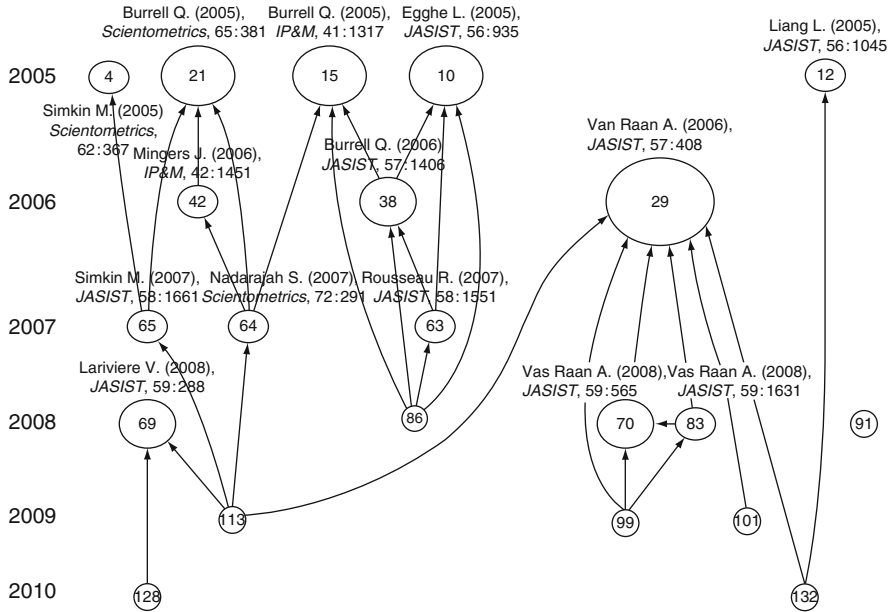 Burrell Q. (2005),
Scientometrics, 65:381
Burrell Q. (2005),
IP&M, 41:1317
Egghe L. (2005),
JASIST, 56:935
Liang L. (2005),
JASIST, 56:1045
2005
4
21
15
10
12
Simkin M. (2005)
Scientometrics,
62:367
Mingers J. (2006),
IP&M, 42:1451
Burrell Q. (2006)
JASIST, 57:1406
Van Raan A. (2006),
JASIST, 57:408
2006
42
38
29
Simkin M. (2007),
JASIST, 58:1661
Nadarajah S. (2007),
Scientometrics, 72:291
Rousseau R. (2007),
JASIST, 58:1551
2007
65
64
63
Lariviere V. (2008),
JASIST, 59:288
Vas Raan A. (2008),
JASIST, 59:565
Vas Raan A. (2008),
JASIST, 59:1631
2008
69
86
70
83
91
2009
113
99
101
2010
128
132